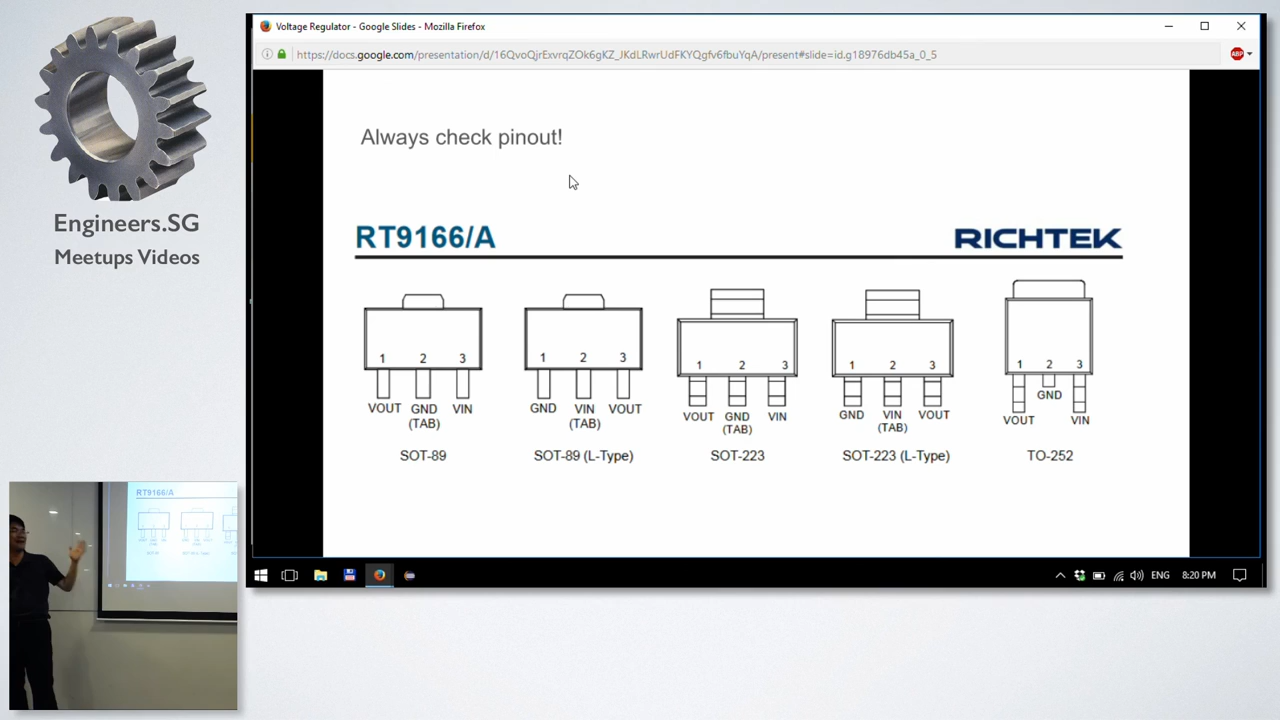 Engineers.SG
Meetups Videos
Voltage Regulator - Google Slides - Mozilla Firefox
https://docs.google.com/presentation/d/16QvoQjrExvrqZOk6gKZ_JKdLRwrUdFKYQgfv6fbuYqA/present#slide=id.g18976db45a_0_5
ABP
Always check pinout!
RT9166/A RICHTEK
1 2 3 1 2 3 1 2 3 1 2 3 1 2 3
VOUT GND VIN GND VIN VOUT VOUT GND VIN GND VIN VOUT VOUT GND VIN
(TAB) (TAB) (TAB) (TAB)
SOT-89 SOT-89 (L-Type) SOT-223 SOT-223 (L-Type) TO-252
ENG 8:20 PM
RT9166/A